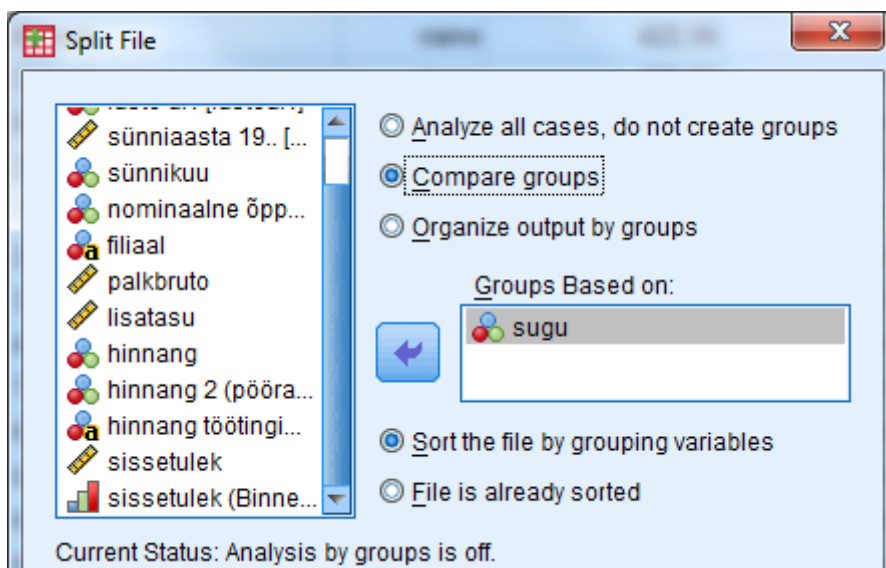 Split File
sünniaasta 19.. [...
sünnikuu
nominaalne õpp...
filiaal
palkbruto
lisatasu
hinnang
hinnang 2 (pööra...
hinnang töötingi...
sissetulek
sissetulek (Binne...
Analyze all cases, do not create groups
Compare groups
Organize output by groups
Groups Based on:
sugu
Sort the file by grouping variables
File is already sorted
Current Status: Analysis by groups is off.